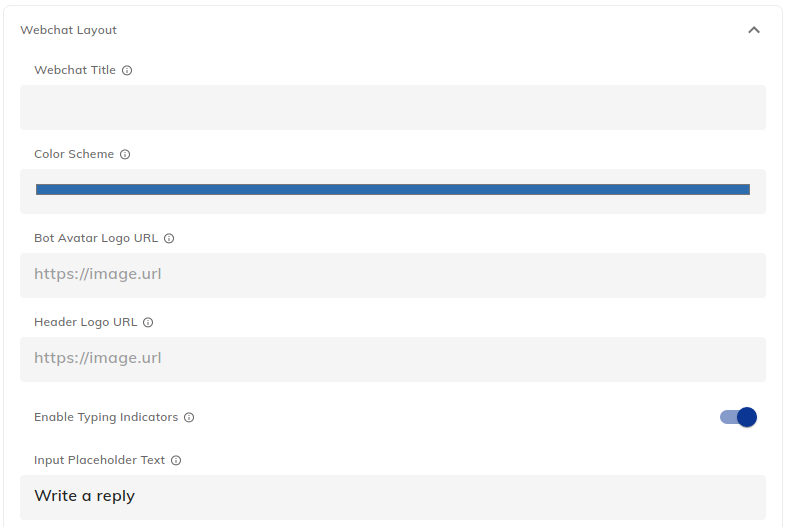 Webchat Layout
Webchat Title
Color Scheme
Bot Avatar Logo URL
https://image.url
Header Logo URL
https://image.url
Enable Typing Indicators
Input Placeholder Text
Write a reply